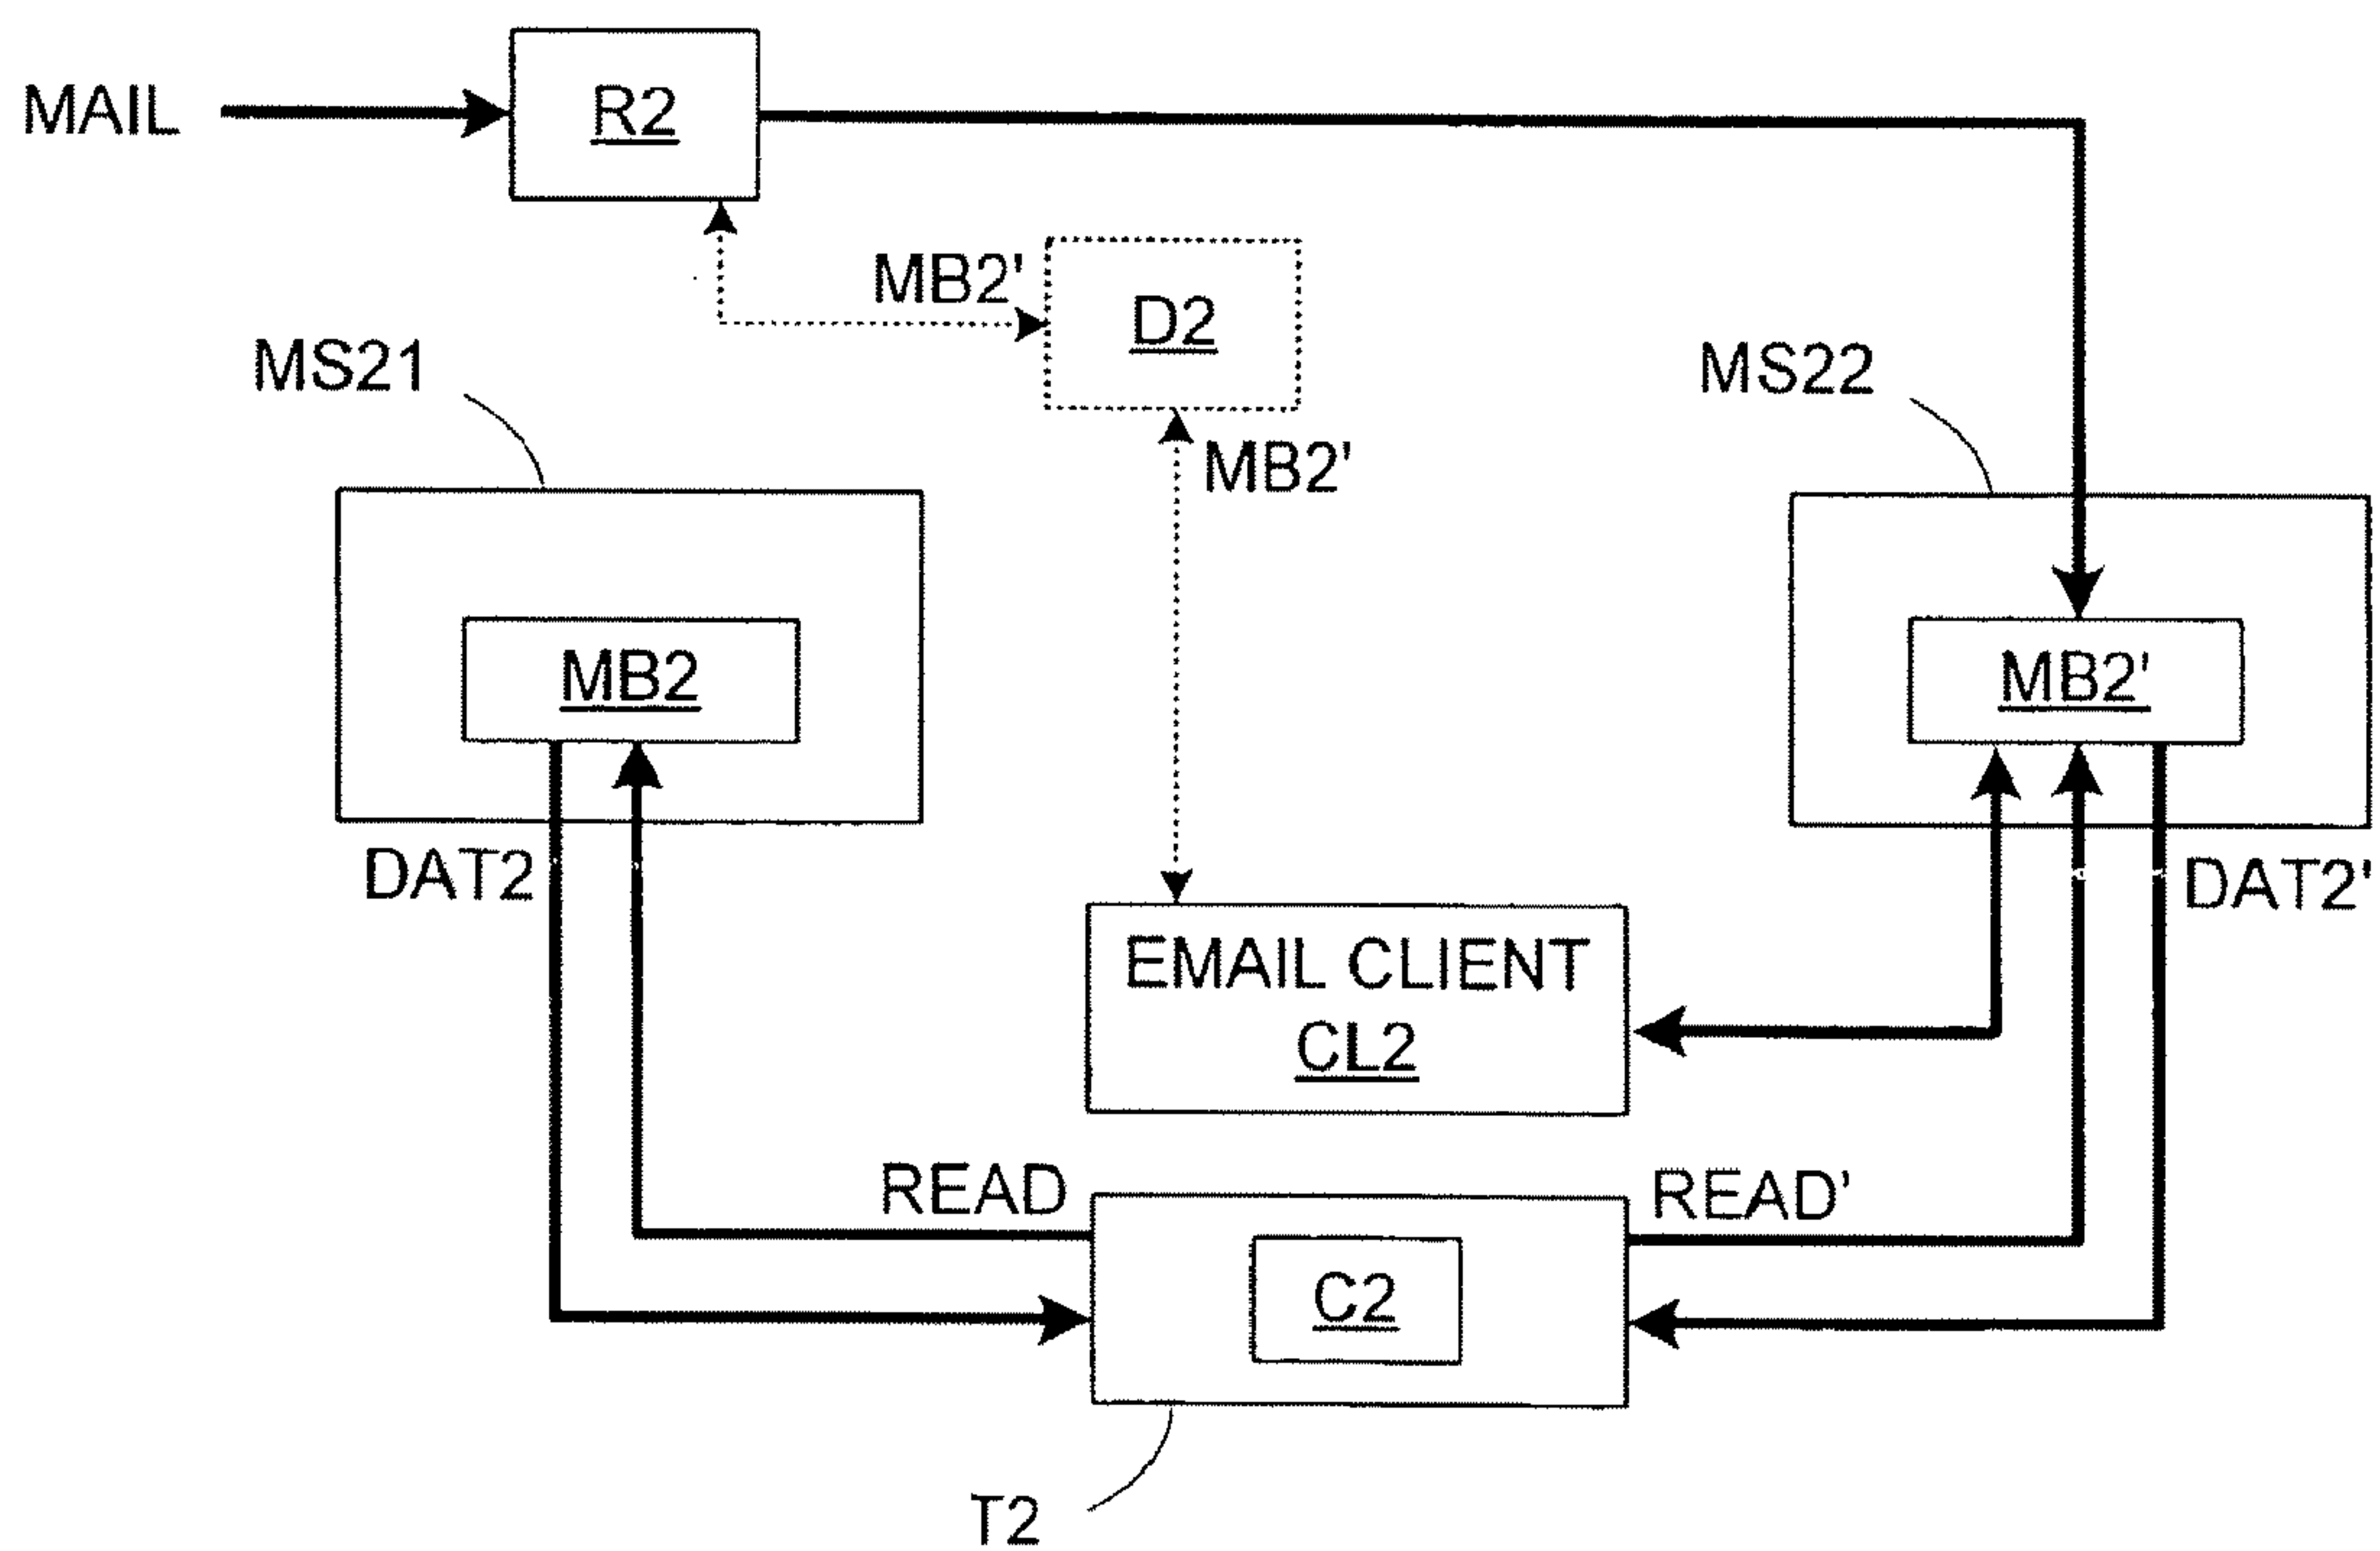 MAIL
R2
MB2'
D2
MS21
MS22
MB2'
MB2
MB2'
DAT2
DAT2'
EMAIL CLIENT
CL2
READ
READ’
C2
T2